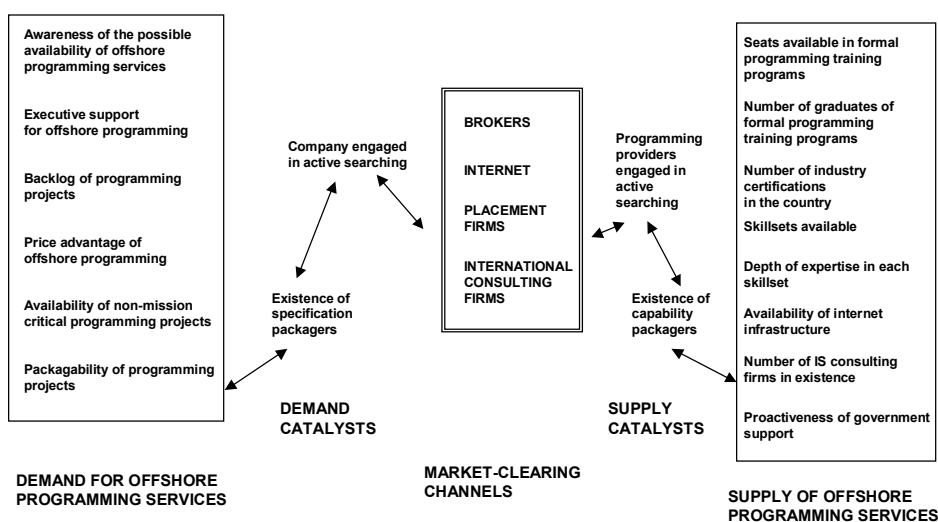 Awareness of the possible
availability of offshore
programming services
Executive support
for offshore programming
Backlog of programming
projects
Price advantage of
offshore programming
Availability of non-mission
critical programming projects
Packagability of programming
projects
DEMAND FOR OFFSHORE
PROGRAMMING SERVICES
Company engaged
in active searching
Existence of
specification
packagers
DEMAND
CATALYSTS
BROKERS
INTERNET
PLACEMENT
FIRMS
INTERNATIONAL
CONSULTING
FIRMS
MARKET-CLEARING
CHANNELS
Programming
providers
engaged in
active
searching
Existence of
capability
packagers
SUPPLY
CATALYSTS
Seats available in formal
programming training
programs
Number of graduates of
formal programming
training programs
Number of industry
certifications
in the country
Skillsets available
Depth of expertise in each
skillset
Availability of internet
infrastructure
Number of IS consulting
firms in existence
Proactiveness of government
support
SUPPLY OF OFFSHORE
PROGRAMMING SERVICES